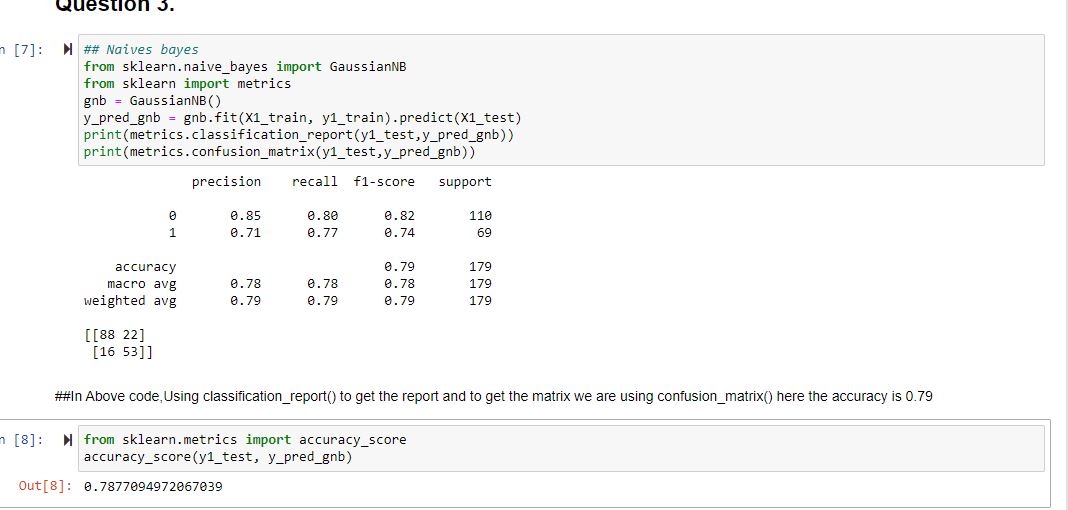 Question 3.
n [7]:
## Naives bayes
from sklearn.naive_bayes import GaussianNB
from sklearn import metrics
gnb = GaussianNB()
y_pred_gnb = gnb.fit(X1_train, y1_train).predict(X1_test)
print(metrics.classification_report(y1_test,y_pred_gnb))
print(metrics.confusion_matrix(y1_test,y_pred_gnb))
precision recall f1-score support
0 0.85 0.80 0.82 110
1 0.71 0.77 0.74 69
accuracy 0.79 179
macro avg 0.78 0.78 0.78 179
weighted avg 0.79 0.79 0.79 179
[[88 22]
[16 53]]
##In Above code,Using classification_report() to get the report and to get the matrix we are using confusion_matrix() here the accuracy is 0.79
n [8]:
from sklearn.metrics import accuracy_score
accuracy_score(y1_test, y_pred_gnb)
Out[8]: 0.7877094972067039